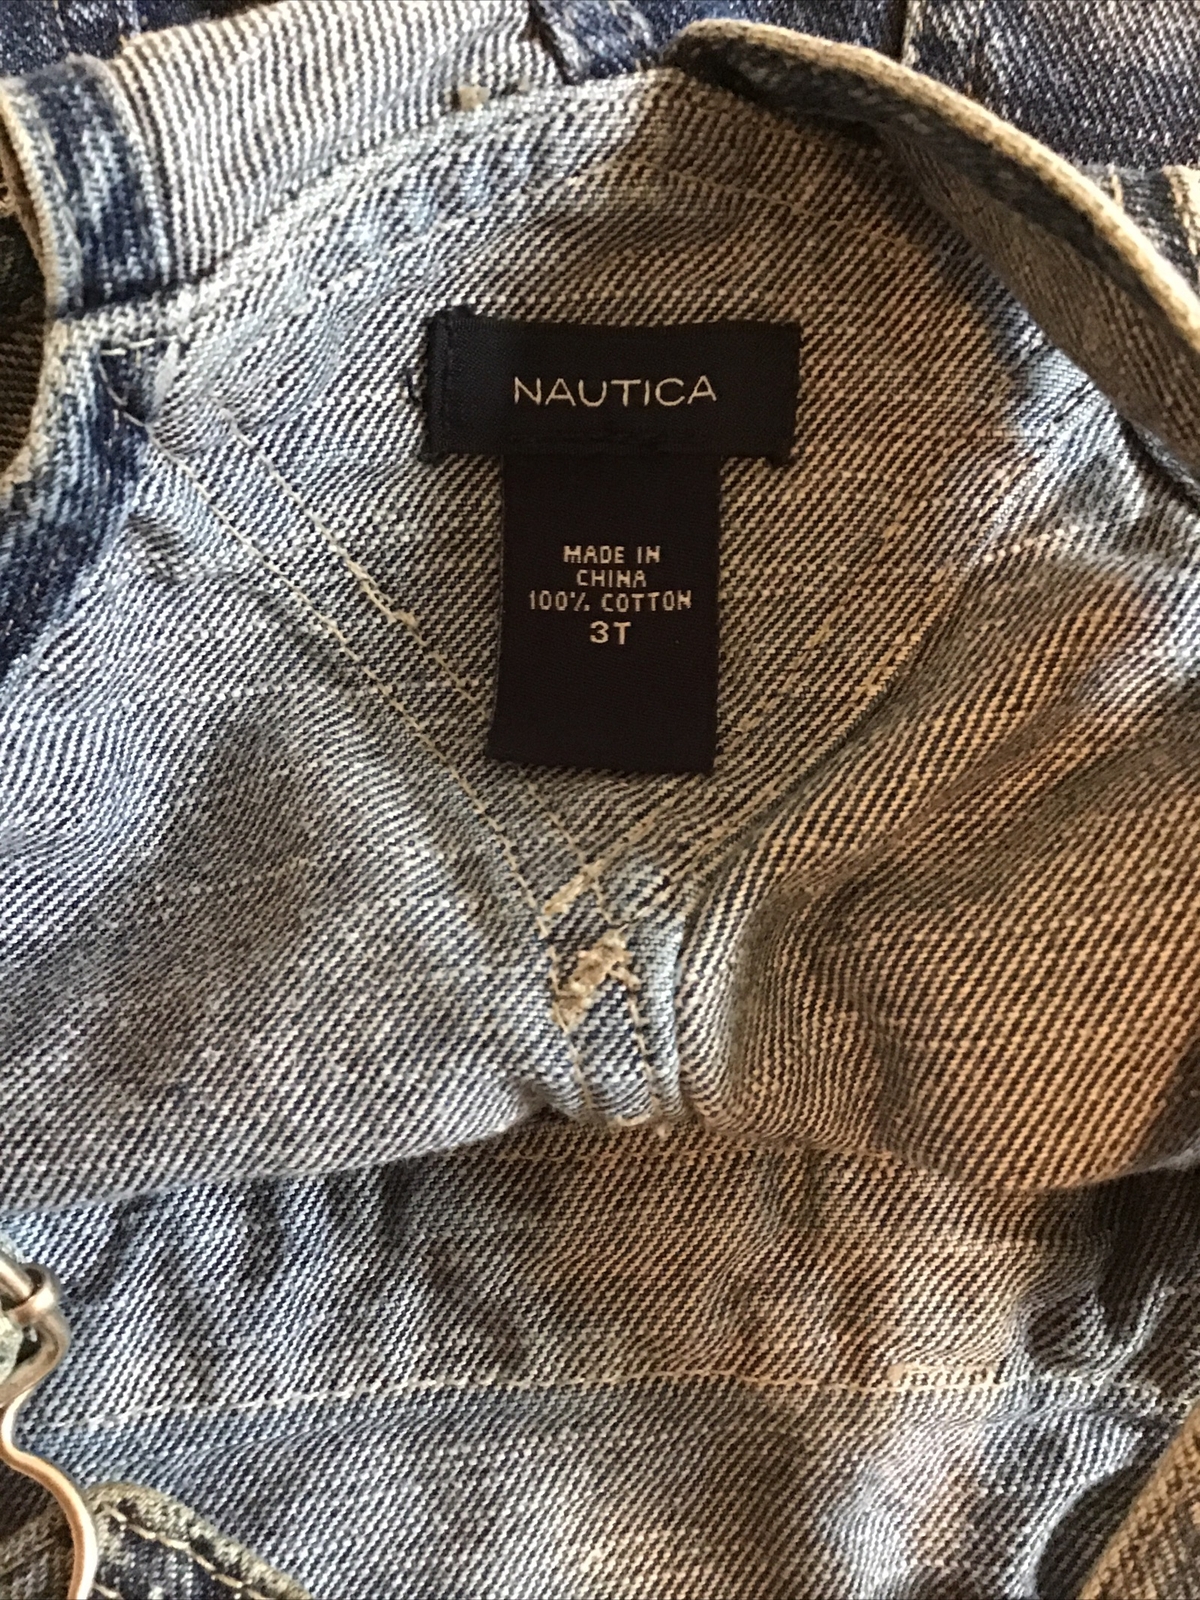 NAUTICA
MADE IN
CHINA
100% COTTON
3T